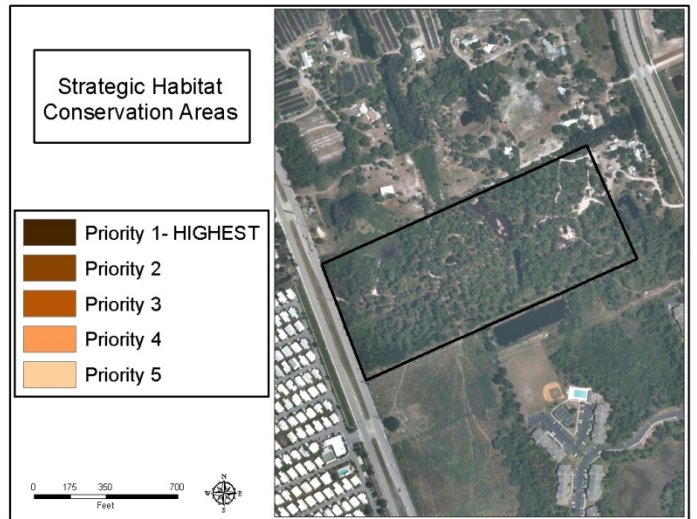 Strategic Habitat
Conservation Areas
Priority 1- HIGHEST
Priority 2
Priority 3
Priority 4
Priority 5
0 175 350 700
Feet
N
W E
S